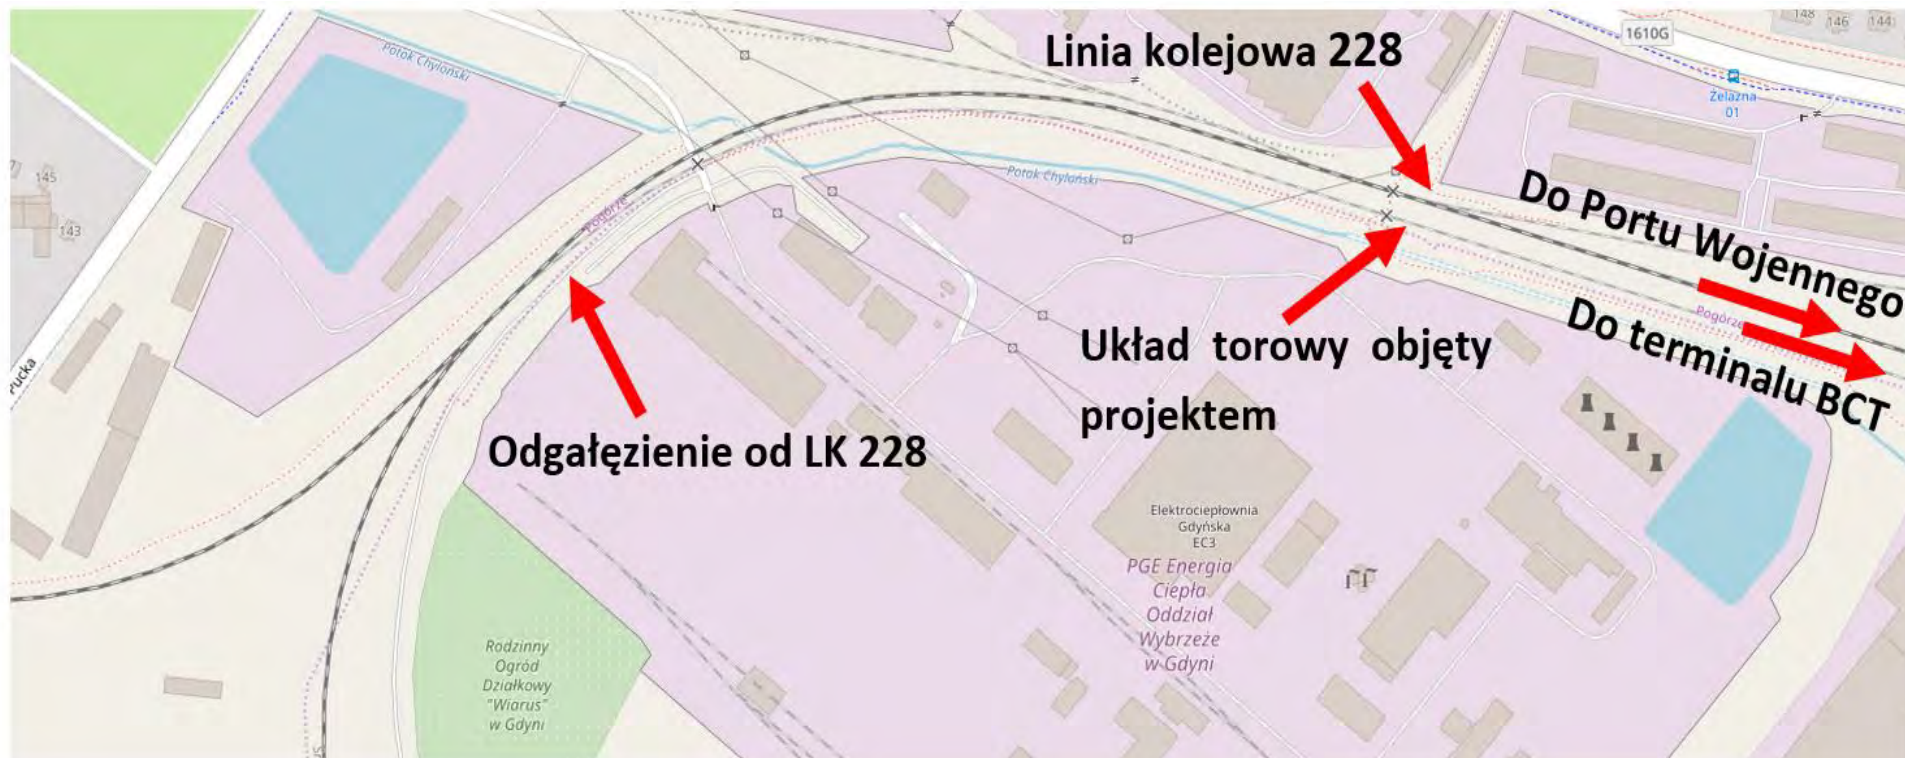 Linia kolejowa 228
148
146
144
1610G
Żelazna
01
Potok Chyloński
145
143
Potok Chyloński
Do Portu Wojennego
Pogórze
Pogórze
Do terminalu BCT
Układ torowy objęty
projektem
Pucka
Odgałęzienie od LK 228
Elektrociepłownia
Gdyńska
EC3
PGE Energia
Ciepła
Oddział
Wybrzeże
w Gdyni
Rodzinny
Ogród
Działkowy
"Wiarus"
w Gdyni